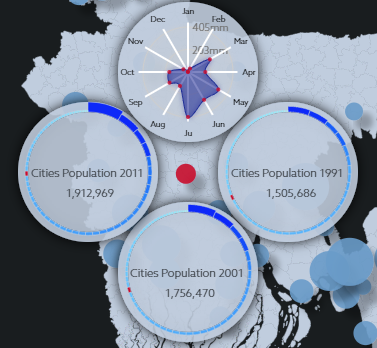 Jan
Dec
Feb
405mm
Nov
Mar
203mm
Oct
Apr
Sep
May
Aug
Jun
Ju
Cities Population 2011
1,912,969
Cities Population 1991
1,505,686
Cities Population 2001
1,756,470